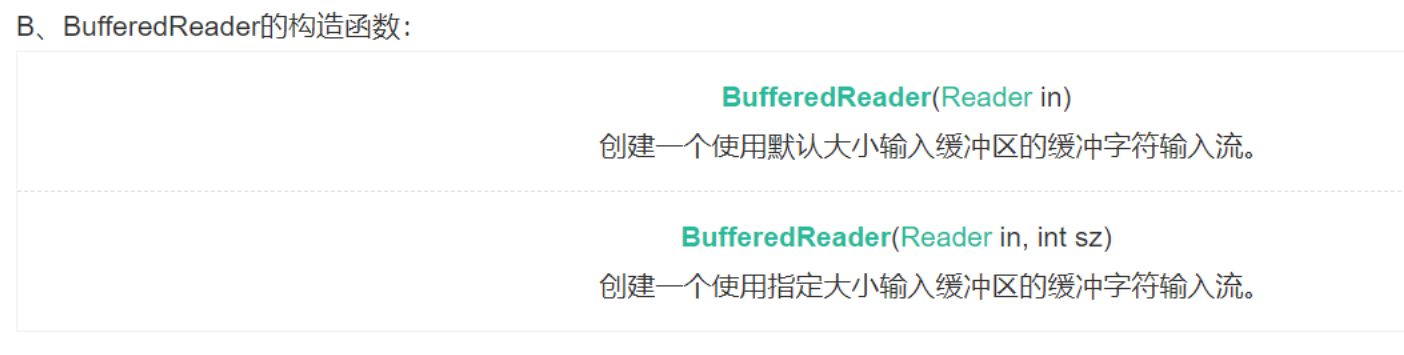 B、BufferedReader的构造函数：
BufferedReader(Reader in)
创建一个使用默认大小输入缓冲区的缓冲字符输入流。
BufferedReader(Reader in, int sz)
创建一个使用指定大小输入缓冲区的缓冲字符输入流。